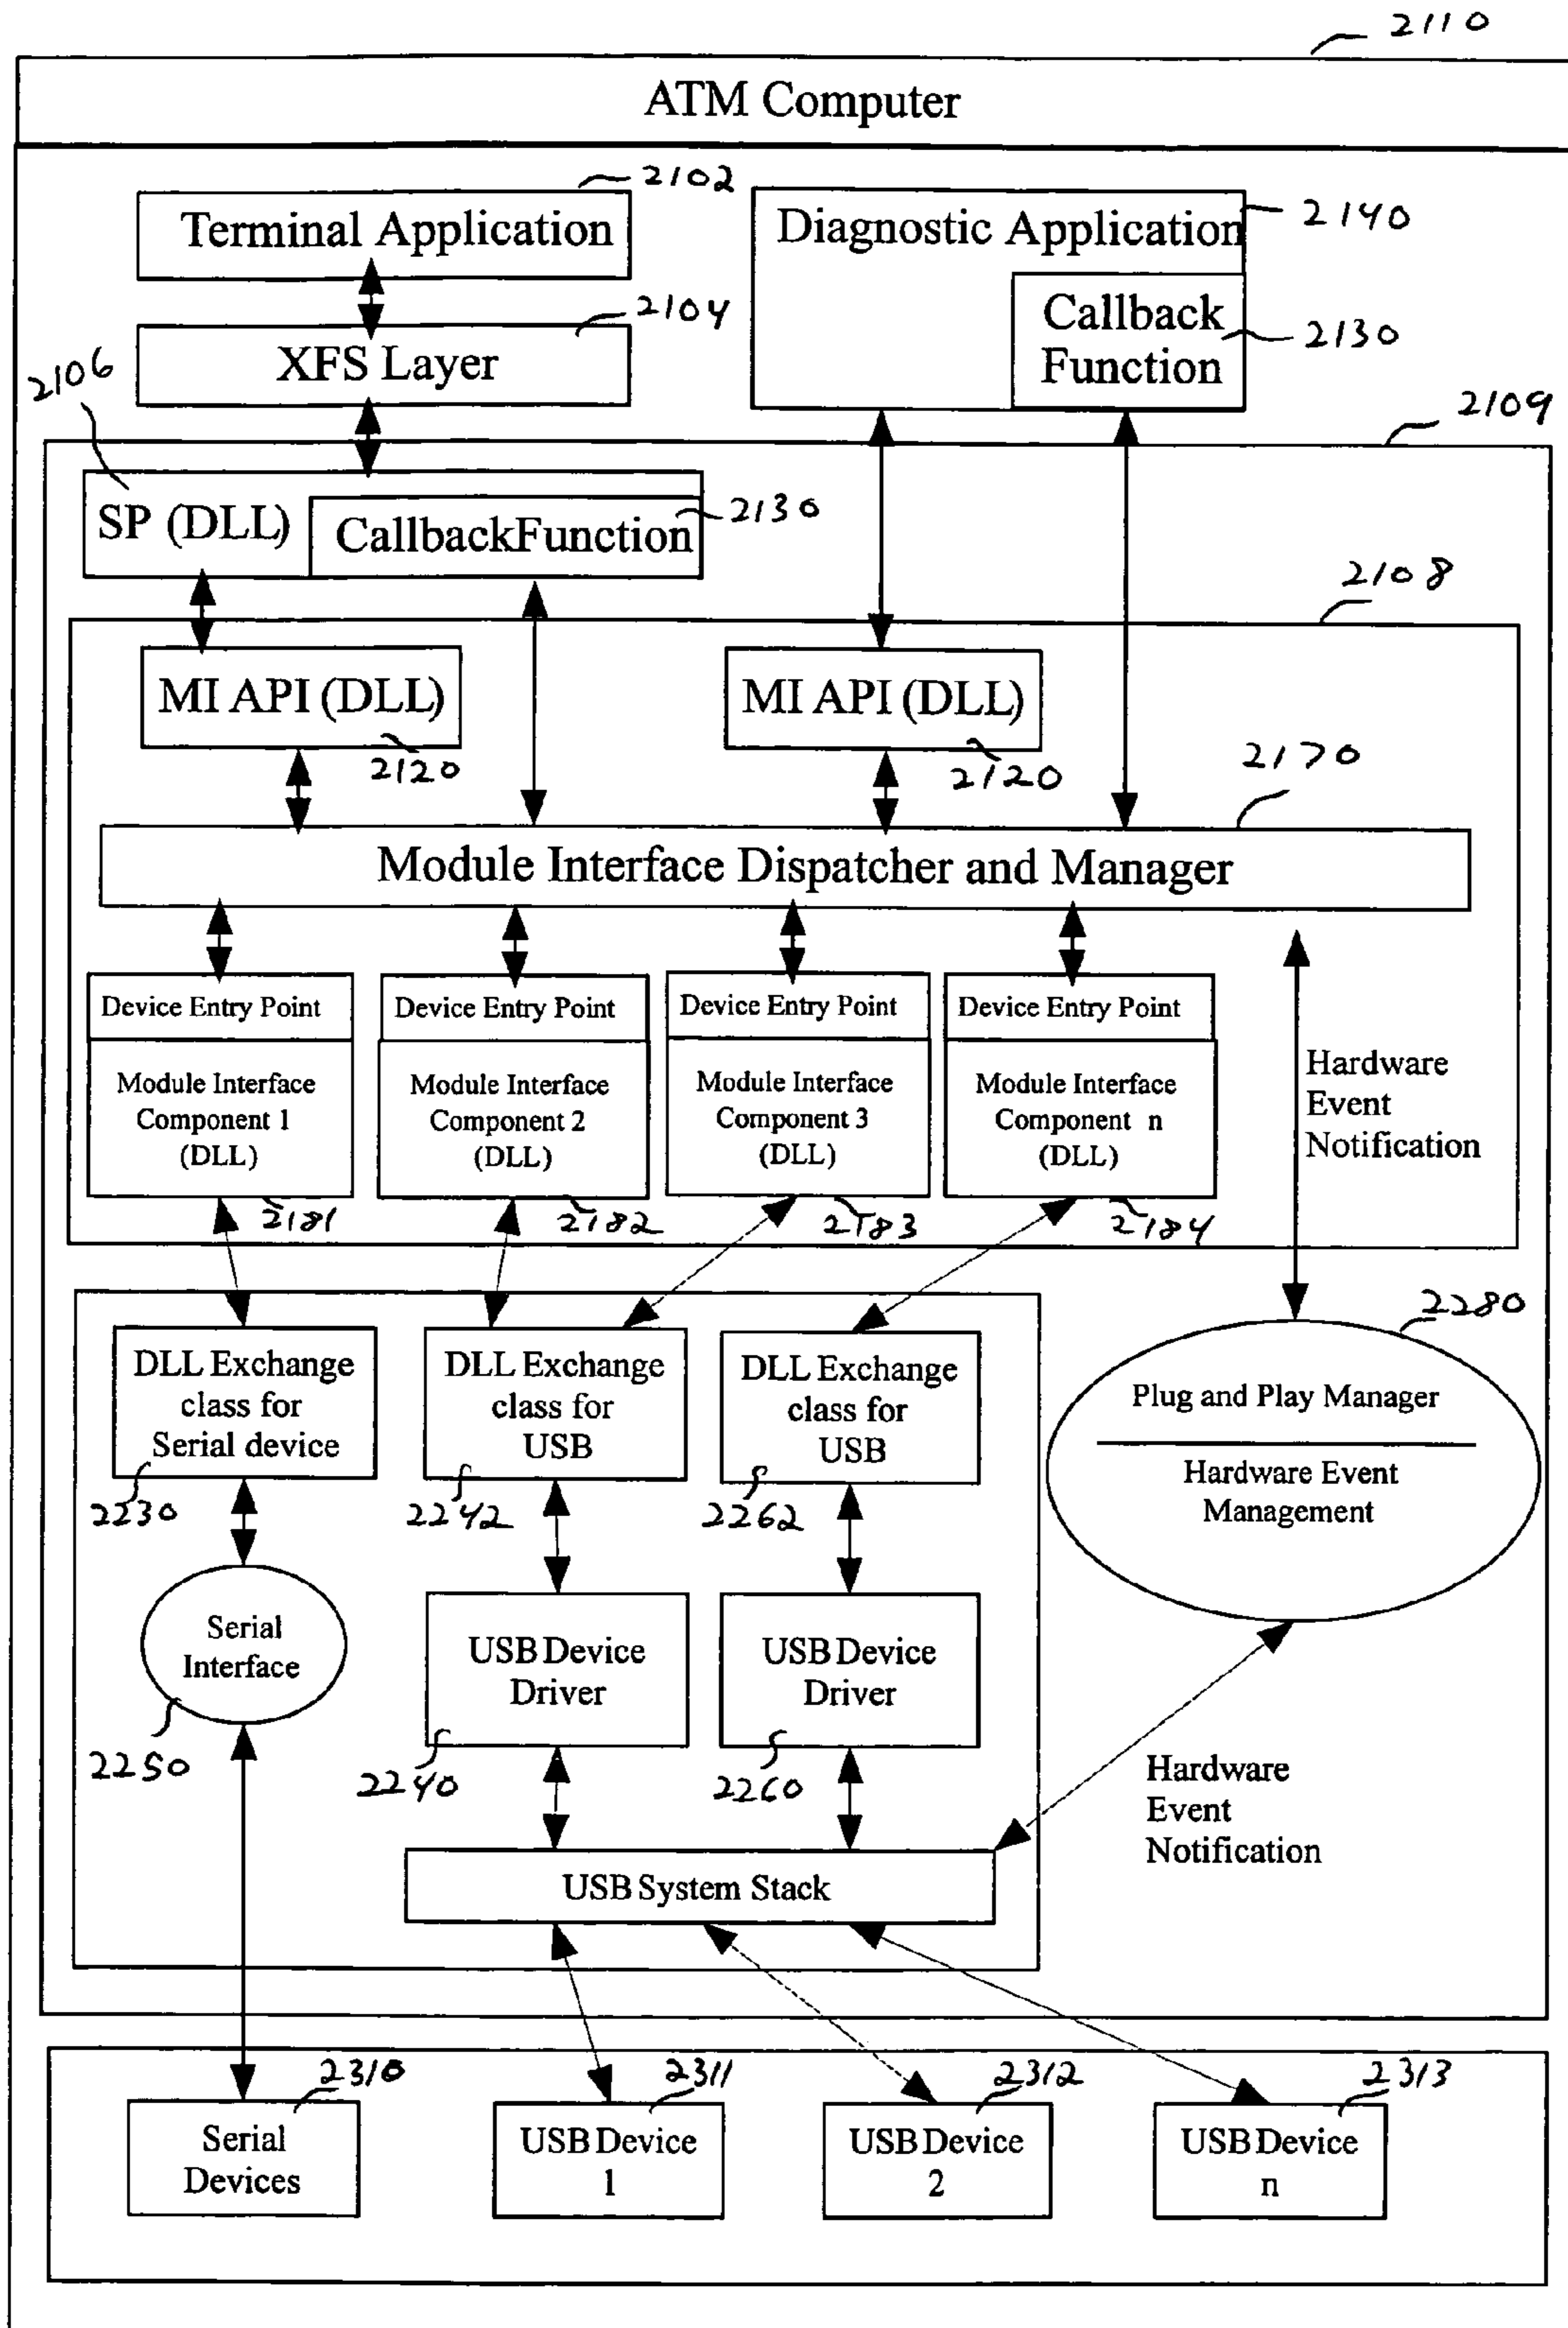 2110
ATM Computer
2102
Terminal Application
2140
Diagnostic Application
2104
XFS Layer
Callback
Function
2130
2106
2109
SP (DLL)
CallbackFunction
2130
2108
MI API (DLL)
2120
MI API (DLL)
2120
2170
Module Interface Dispatcher and Manager
Device Entry Point
Module Interface
Component 1
(DLL)
2181
Device Entry Point
Module Interface
Component 2
(DLL)
2182
Device Entry Point
Module Interface
Component 3
(DLL)
2183
Device Entry Point
Module Interface
Component n
(DLL)
2184
Hardware
Event
Notification
DLL Exchange
class for
Serial device
2230
DLL Exchange
class for
USB
2242
DLL Exchange
class for
USB
2262
2280
Plug and Play Manager
Hardware Event
Management
Serial
Interface
2250
USB Device
Driver
2240
USB Device
Driver
2260
Hardware
Event
Notification
USB System Stack
2310
Serial
Devices
2311
USB Device
1
2312
USB Device
2
2313
USB Device
n